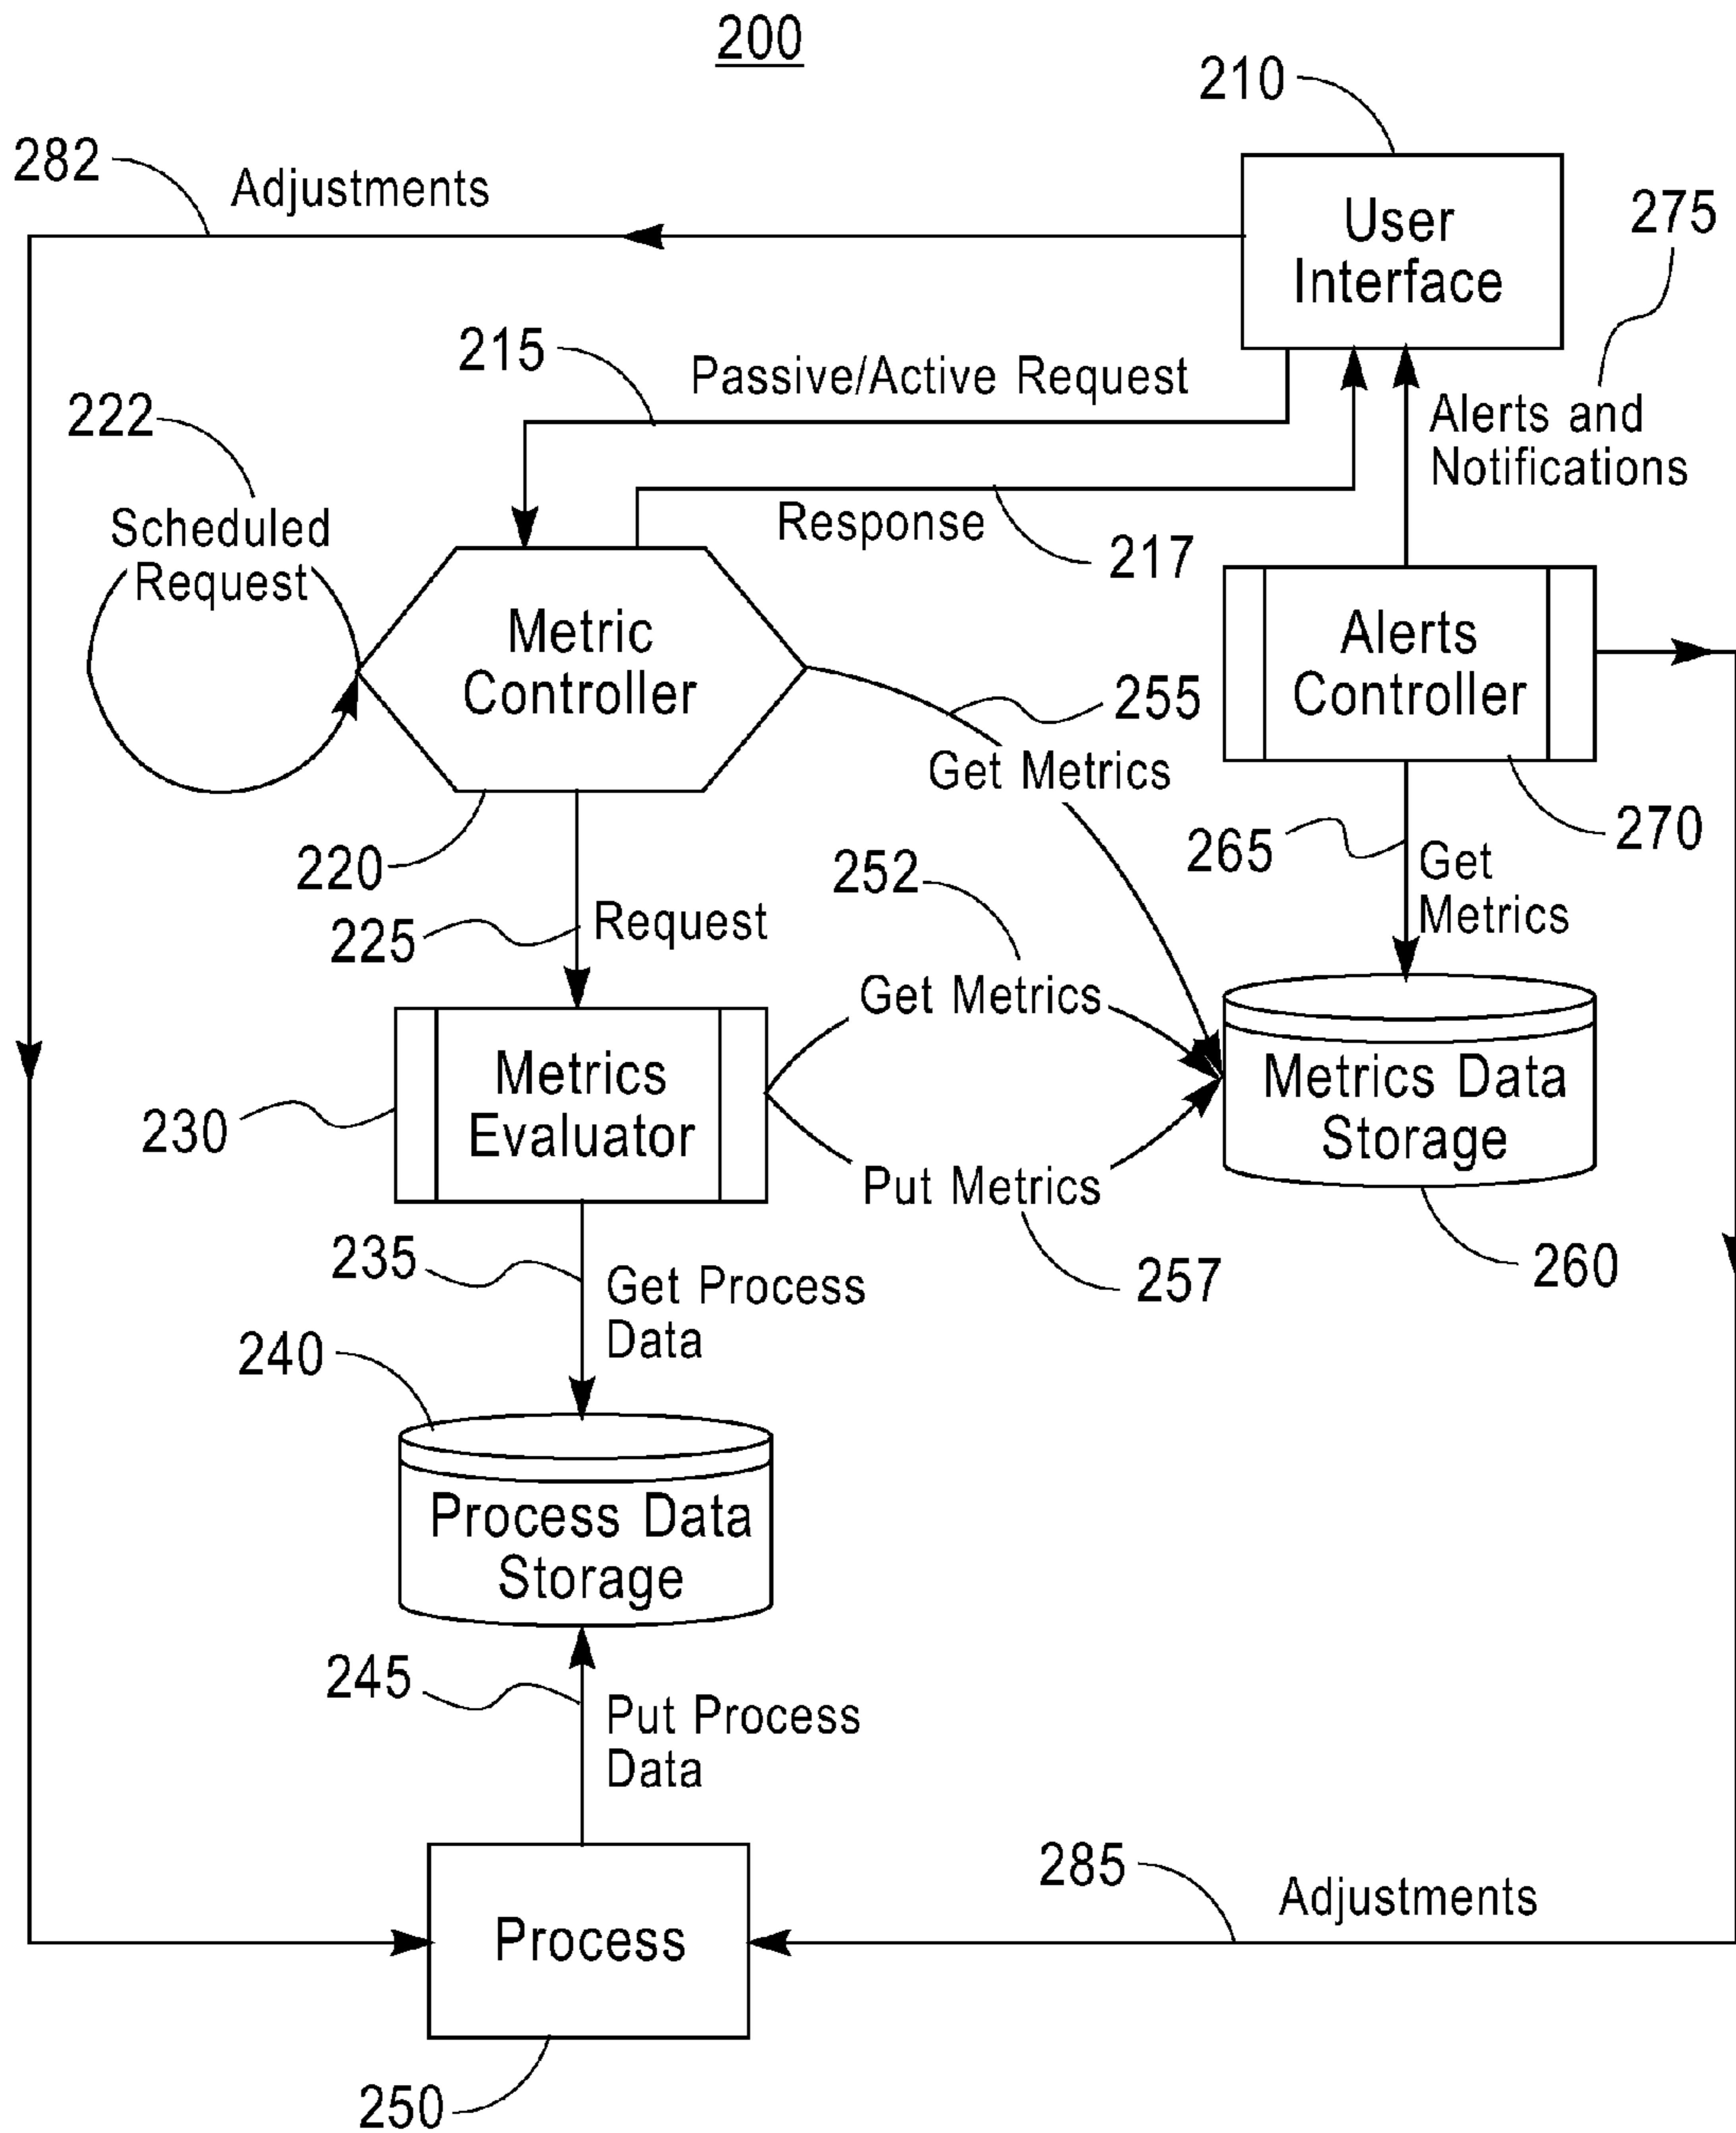 200
210
282
Adjustments
275
User
Interface
215
Passive/Active Request
222
Alerts and
Notifications
Scheduled
Request
Response
217
Metric
Controller
Alerts
Controller
255
Get Metrics
220
265
270
252
Get
Metrics
225
Request
Get Metrics
230
Metrics
Evaluator
Metrics Data
Storage
Put Metrics
235
257
260
Get Process
Data
240
Process Data
Storage
245
Put Process
Data
285
Adjustments
Process
250